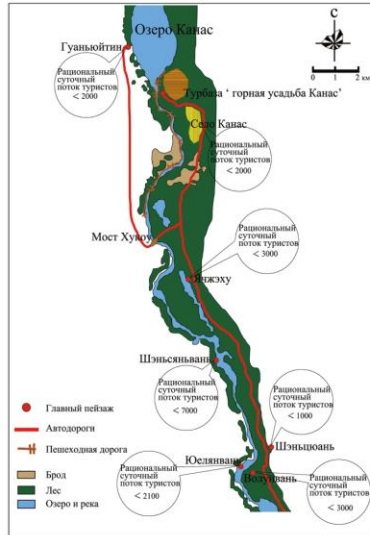 Озеро Канас
С
Гуаньюйтин
Рациональный
суточный
поток туристов
< 2000
0 1 2 км
Турбаза ‘ горная усадьба Канас’
Село Канас
Рациональный
суточный
поток туристов
< 2000
Мост Хукоу
Рациональный
суточный
поток туристов
< 3000
Ячжэху
Шэньсяньвань
Рациональный
суточный
поток туристов
< 7000
Рациональный
суточный
поток туристов
< 1000
Шэньцюань
Рациональный
суточный
поток туристов
< 2100
Юелянвань
Волунвань
Рациональный
суточный
поток туристов
< 3000
Главный пейзаж
Автодороги
Пешеходная дорога
Брод
Лес
Озеро и река